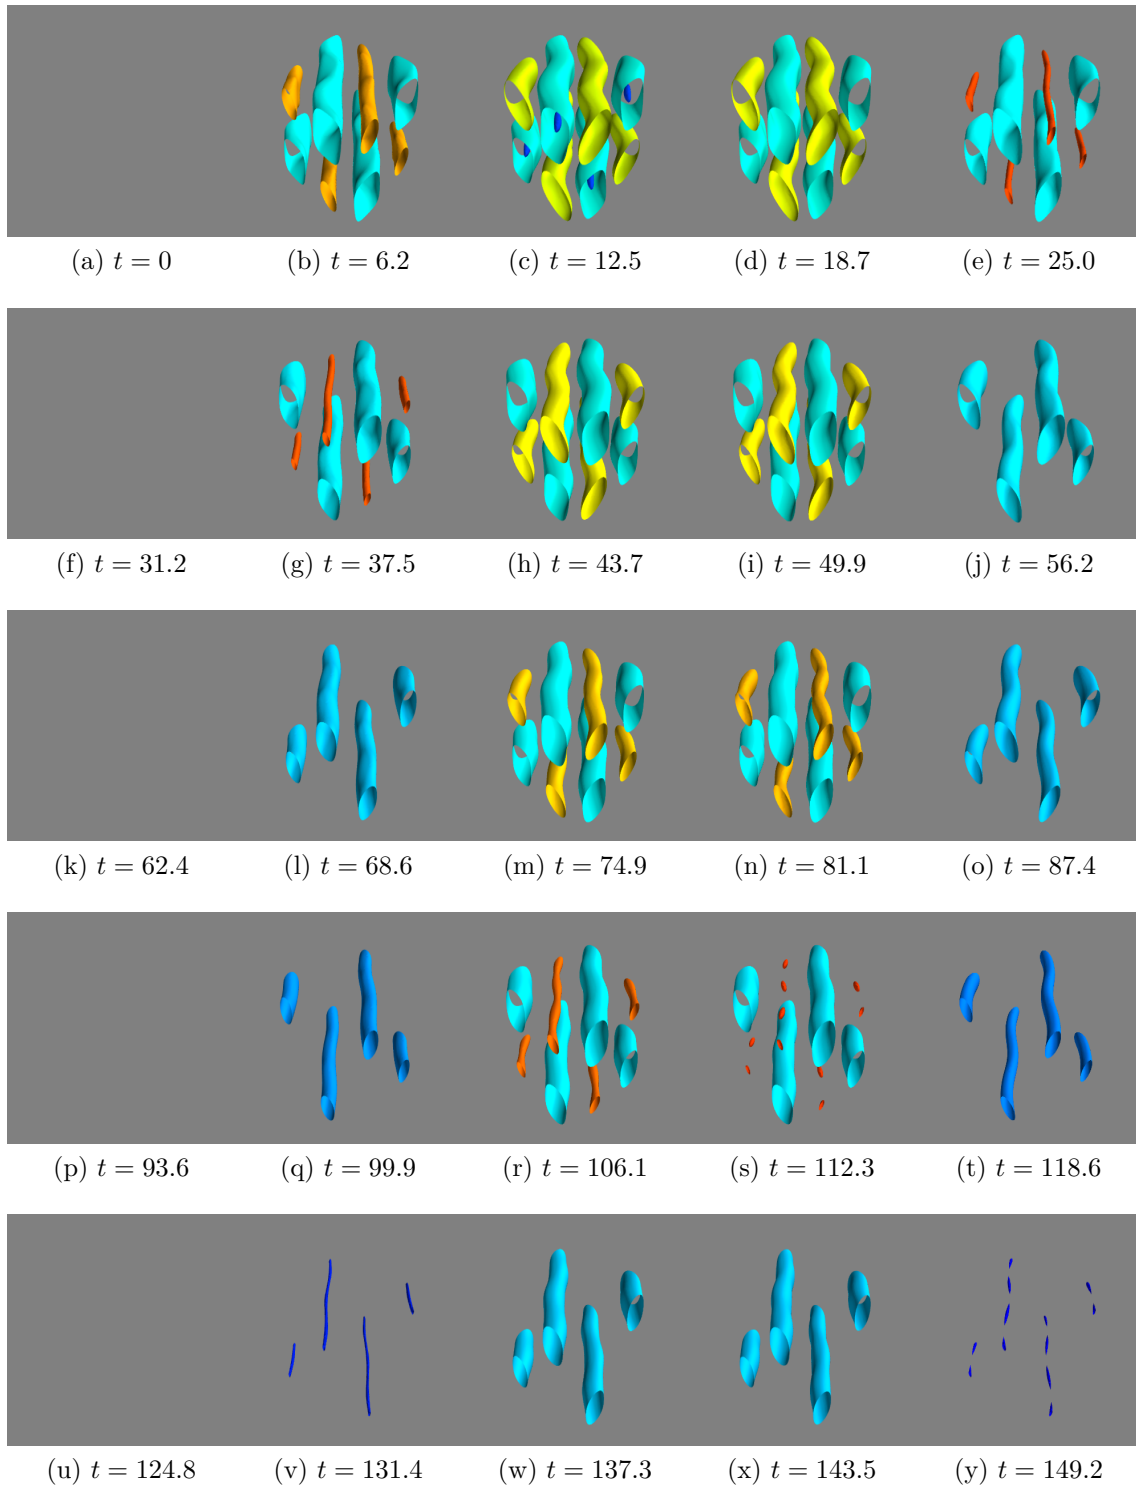 (a) t = 0 (b) t = 6.2 (c) t = 12.5 (d) t = 18.7 (e) t = 25.0
(f) t = 31.2 (g) t = 37.5 (h) t = 43.7 (i) t = 49.9 (j) t = 56.2
(k) t = 62.4 (l) t = 68.6 (m) t = 74.9 (n) t = 81.1 (o) t = 87.4
(p) t = 93.6 (q) t = 99.9 (r) t = 106.1 (s) t = 112.3 (t) t = 118.6
(u) t = 124.8 (v) t = 131.4 (w) t = 137.3 (x) t = 143.5 (y) t = 149.2